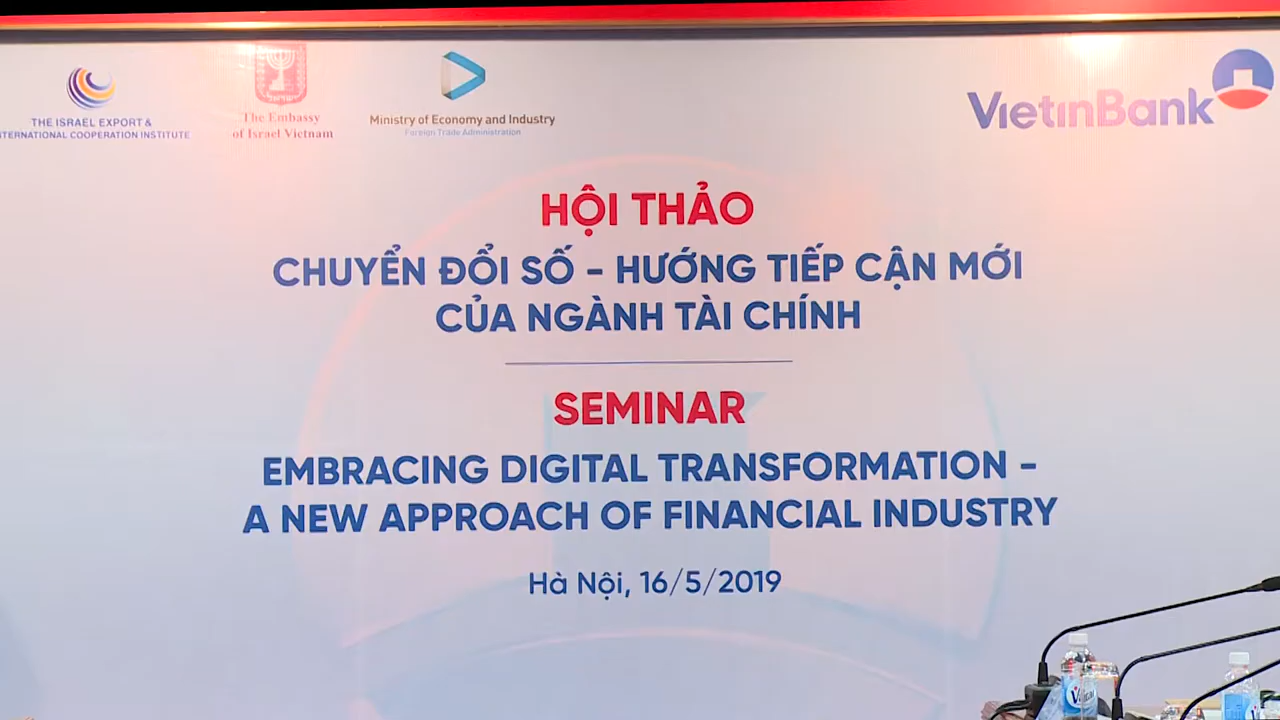 THE ISRAEL EXPORT &
INTERNATIONAL COOPERATION INSTITUTE
The Embassy
of Israel Vietnam
Ministry of Economy and Industry
Foreign Trade Administration
VietinBank
HỘI THẢO
CHUYỂN ĐỔI SỐ - HƯỚNG TIẾP CẬN MỚI
CỦA NGÀNH TÀI CHÍNH
SEMINAR
EMBRACING DIGITAL TRANSFORMATION -
A NEW APPROACH OF FINANCIAL INDUSTRY
Hà Nội, 16/5/2019